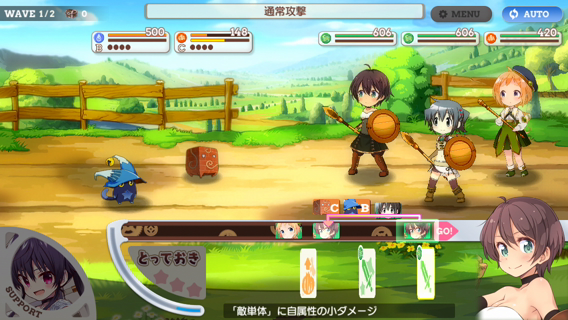 WAVE 1/2 0
通常攻撃
MENU
AUTO
500
B
148
C
606
606
420
C B
GO!
とっておき
SUPPORT
「敵単体」に自属性の小ダメージ